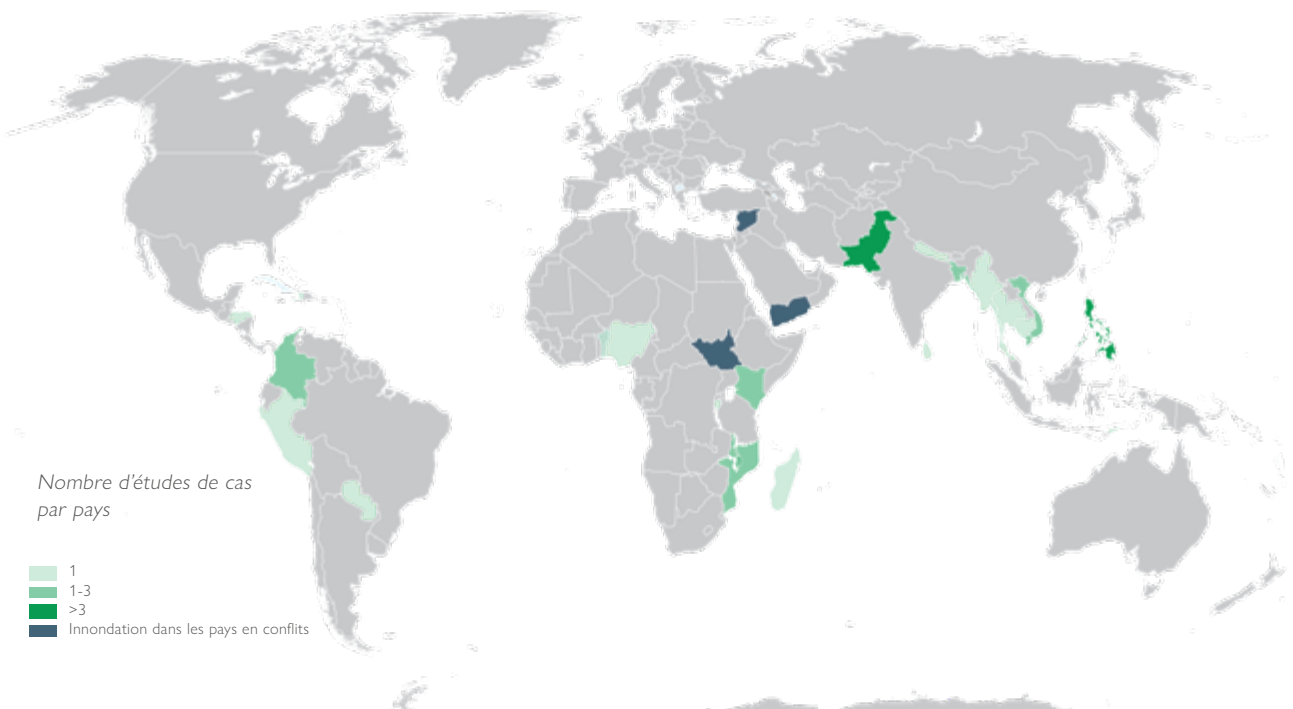 Nombre d'études de cas
par pays
1
1-3
>3
Innondation dans les pays en conflits